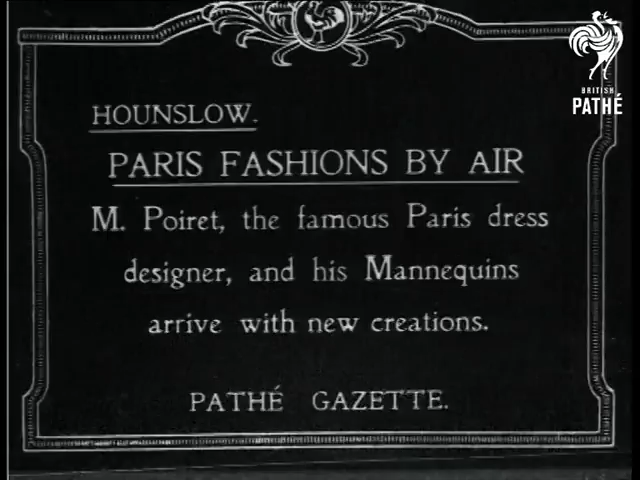 BRITISH
PATHÉ
HOUNSLOW.
PARIS FASHIONS BY AIR
M. Poiret, the famous Paris dress
designer, and his Mannequins
arrive with new creations.
PATHÉ GAZETTE.